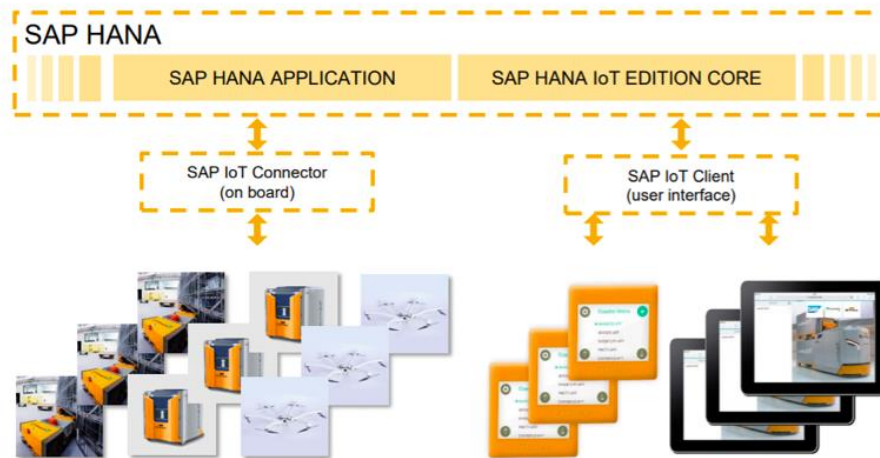 SAP HANA
SAP HANA APPLICATION
SAP HANA IoT EDITION CORE
SAP IoT Connector
(on board)
SAP IoT Client
(user interface)